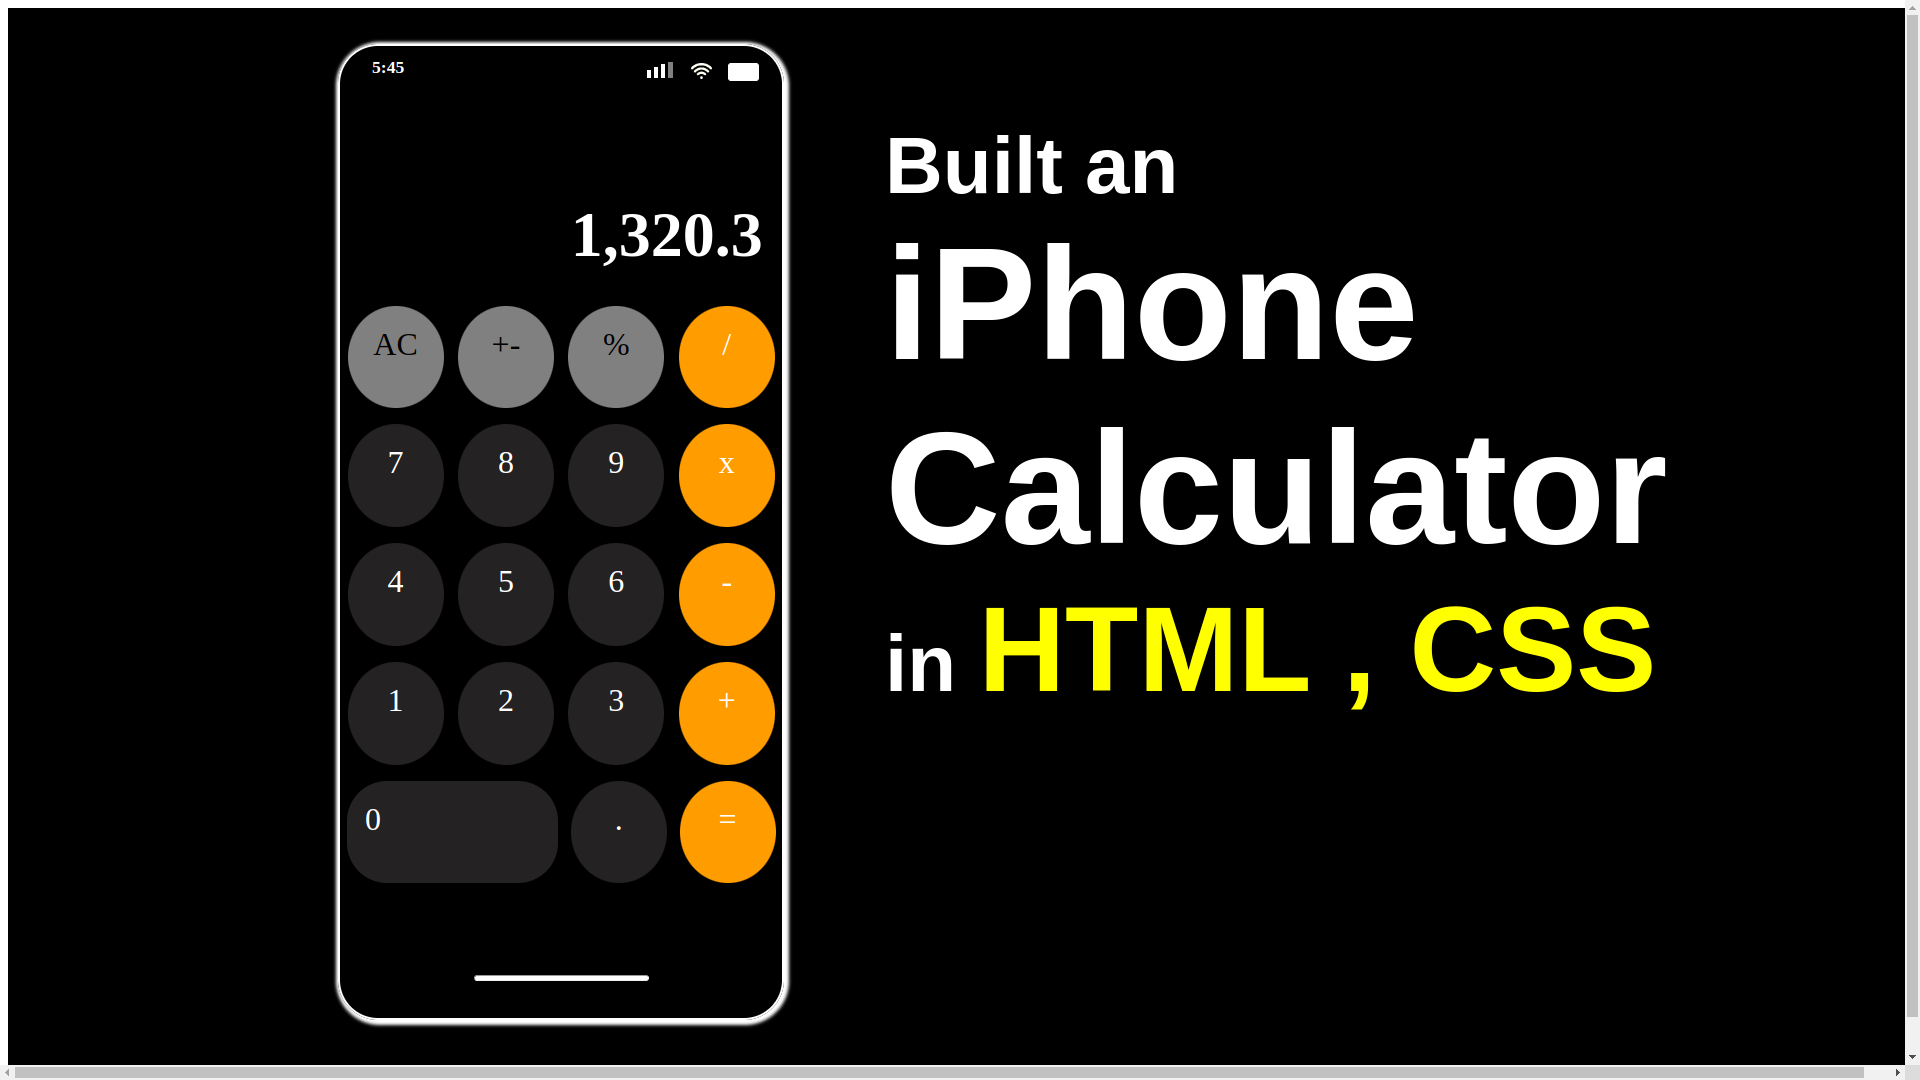 5:45
1,320.3
AC +- % /
7 8 9 x
4 5 6 -
1 2 3 +
0 . =
Built an
iPhone
Calculator
in HTML , CSS